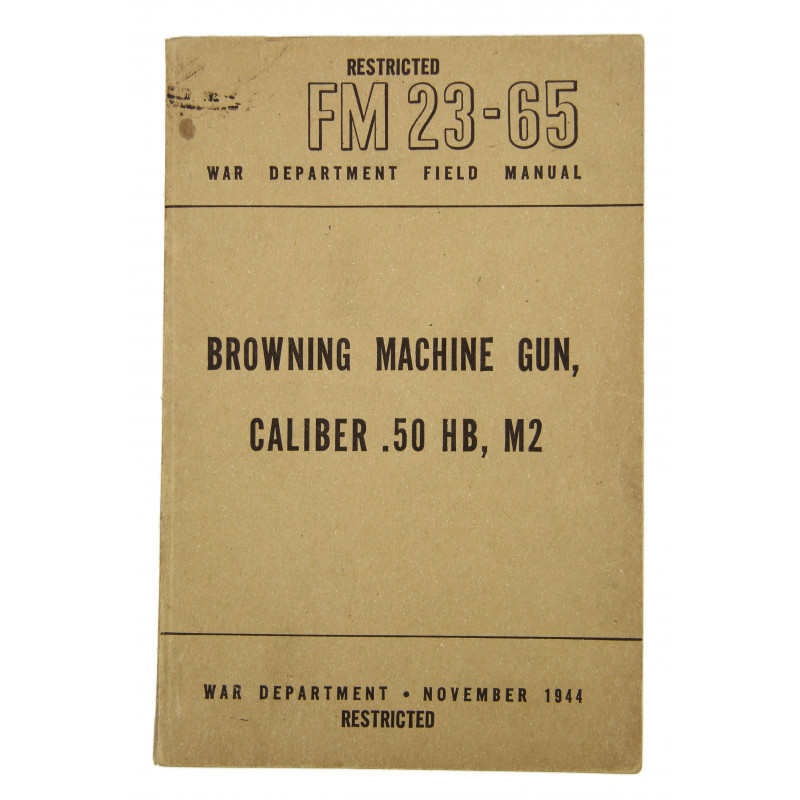 RESTRICTED
FM 23-65
WAR DEPARTMENT FIELD MANUAL
BROWNING MACHINE GUN,
CALIBER .50 HB, M2
WAR DEPARTMENT • NOVEMBER 1944
RESTRICTED